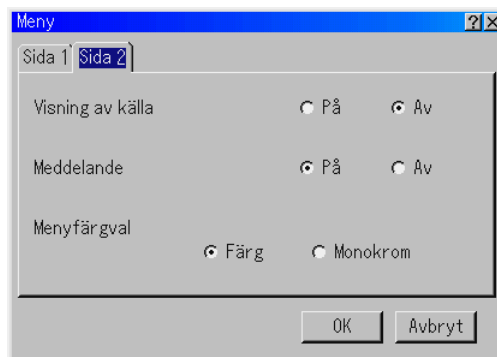 Meny
Sida 1 Sida 2
Visning av källa På Av
Meddelande På Av
Menyfärgval
Färg Monokrom
OK Avbryt